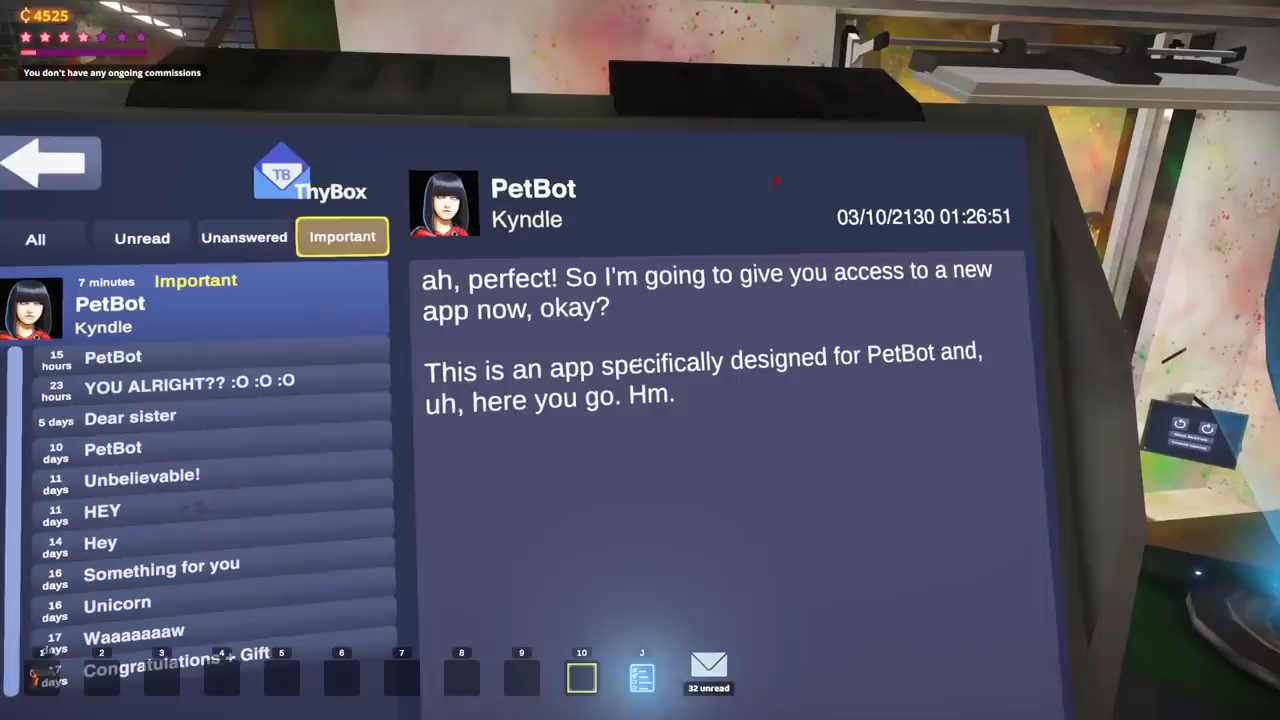 ₵ 4525
You don't have any ongoing commissions
TB
ThyBox
All
Unread
Unanswered
Important
7 minutes Important
PetBot
Kyndle
15 hours PetBot
23 hours YOU ALRIGHT?? :O :O :O
5 days Dear sister
10 days PetBot
11 days Unbelievable!
11 days HEY
14 days Hey
16 days Something for you
16 days Unicorn
17 days Waaaaaaaw
17 days Congratulations + Gift
PetBot
Kyndle
03/10/2130 01:26:51
ah, perfect! So I'm going to give you access to a new
app now, okay?
This is an app specifically designed for PetBot and,
uh, here you go. Hm.
1 2 3 4 5 6 7 8 9 10 J
32 unread